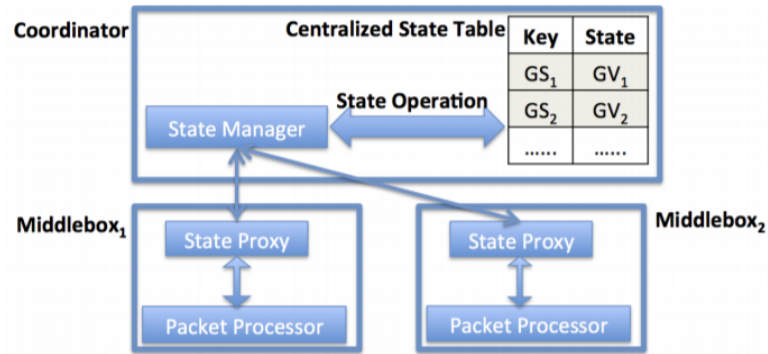 Coordinator
Centralized State Table
Key State
GS1 GV1
GS2 GV2
...... ......
State Operation
State Manager
Middlebox1
Middlebox2
State Proxy
State Proxy
Packet Processor
Packet Processor